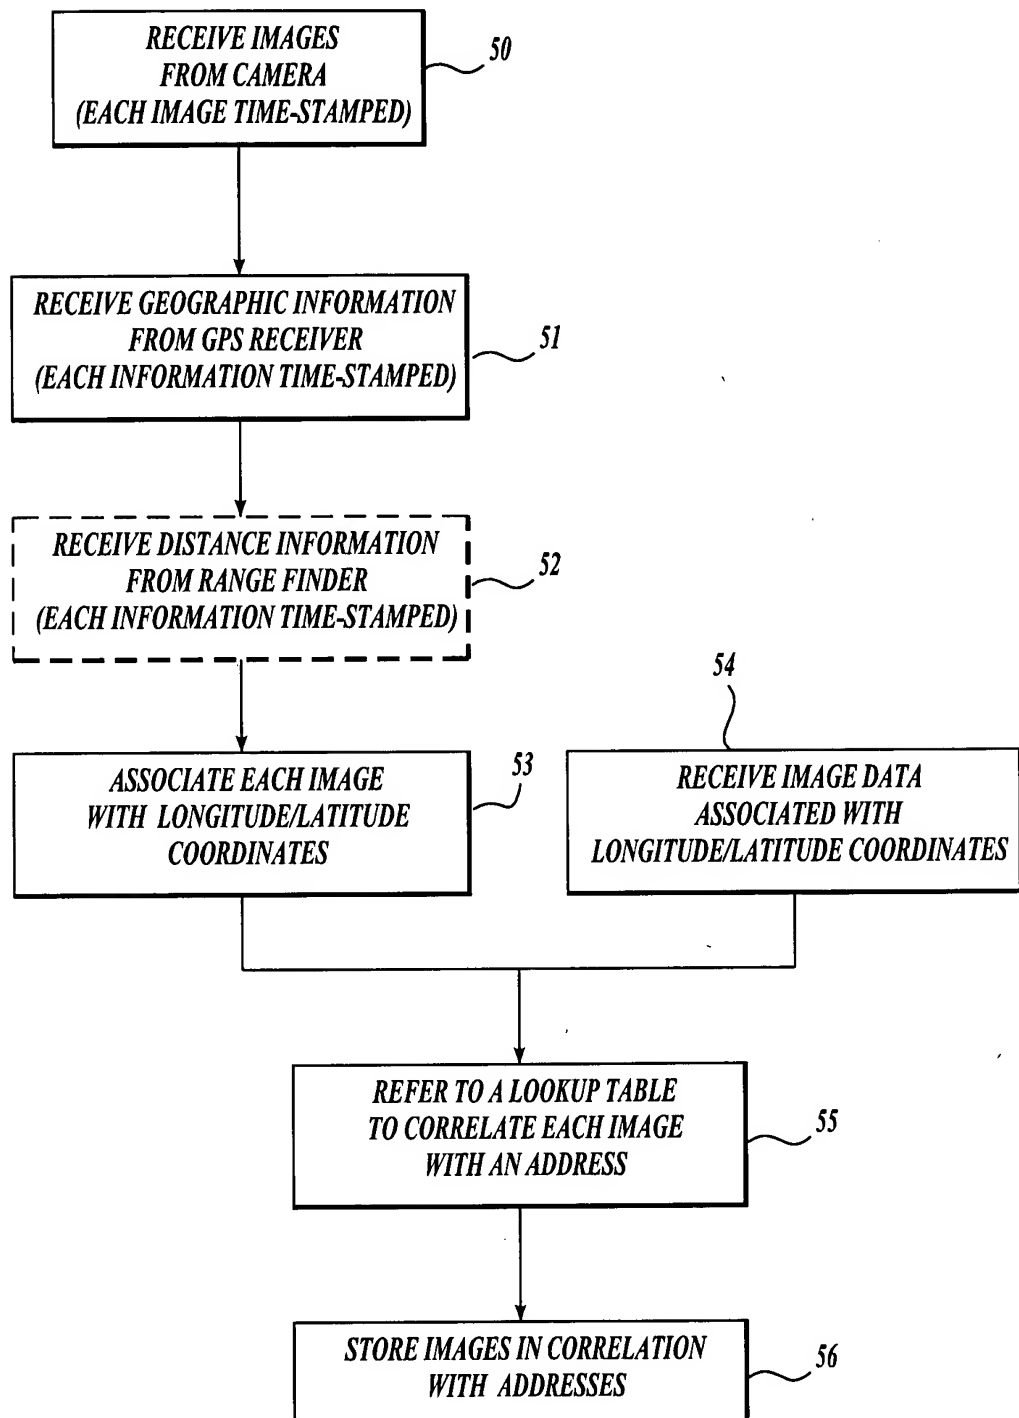 RECEIVE IMAGES
FROM CAMERA
(EACH IMAGE TIME-STAMPED)
50
RECEIVE GEOGRAPHIC INFORMATION
FROM GPS RECEIVER
(EACH INFORMATION TIME-STAMPED)
51
RECEIVE DISTANCE INFORMATION
FROM RANGE FINDER
(EACH INFORMATION TIME-STAMPED)
52
ASSOCIATE EACH IMAGE
WITH LONGITUDE/LATITUDE
COORDINATES
53
54
RECEIVE IMAGE DATA
ASSOCIATED WITH
LONGITUDE/LATITUDE COORDINATES
REFER TO A LOOKUP TABLE
TO CORRELATE EACH IMAGE
WITH AN ADDRESS
55
STORE IMAGES IN CORRELATION
WITH ADDRESSES
56